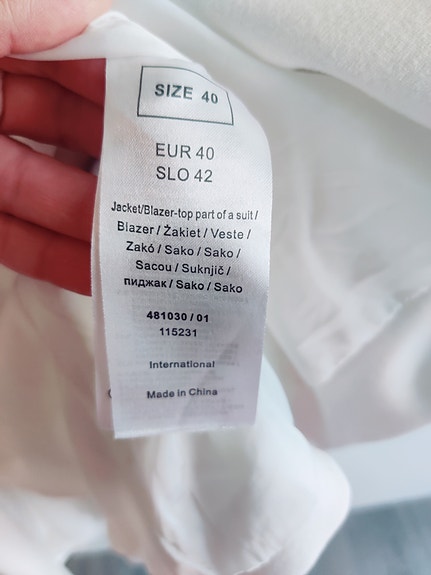 SIZE 40
EUR 40
SLO 42
Jacket/Blazer-top part of a suit /
Blazer / Żakiet / Veste /
Zakó / Sako / Sako /
Sacou / Suknjič /
пиджак / Sako / Sako
481030 / 01
115231
International
Made in China